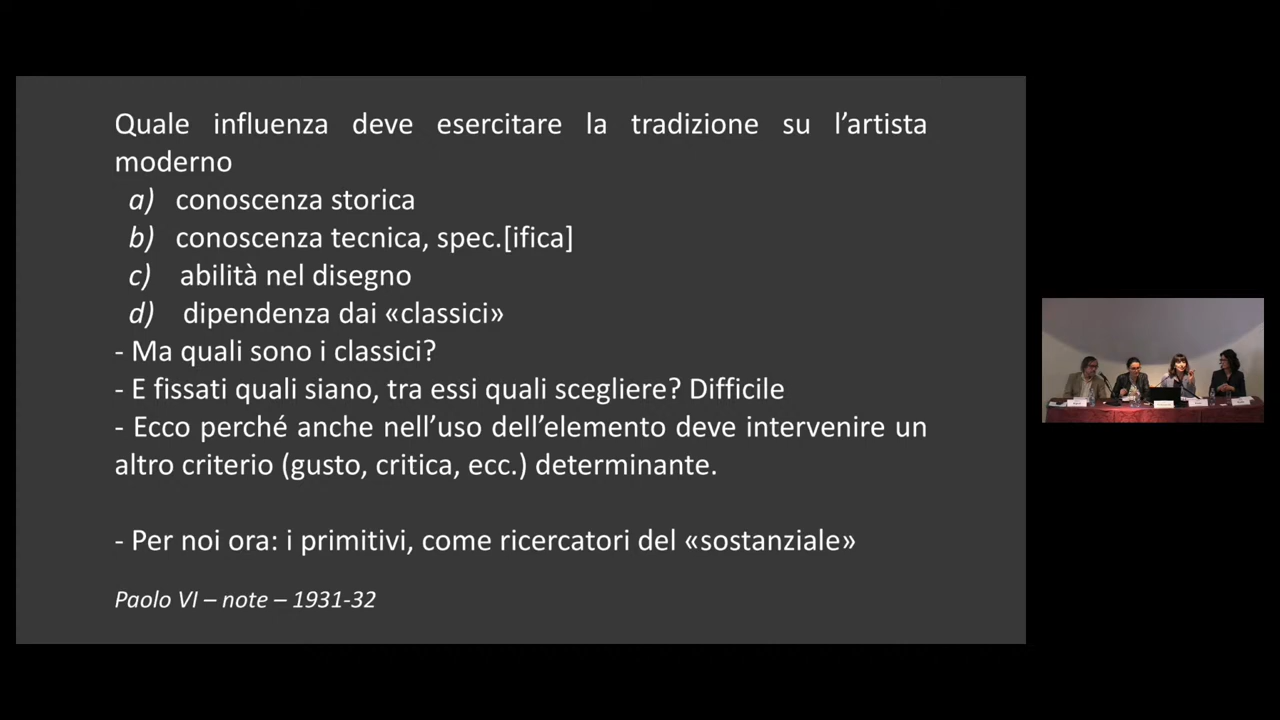 Quale influenza deve esercitare la tradizione su l’artista
moderno
a) conoscenza storica
b) conoscenza tecnica, spec.[ifica]
c) abilità nel disegno
d) dipendenza dai «classici»
- Ma quali sono i classici?
- E fissati quali siano, tra essi quali scegliere? Difficile
- Ecco perché anche nell’uso dell’elemento deve intervenire un
altro criterio (gusto, critica, ecc.) determinante.
- Per noi ora: i primitivi, come ricercatori del «sostanziale»
Paolo VI – note – 1931-32